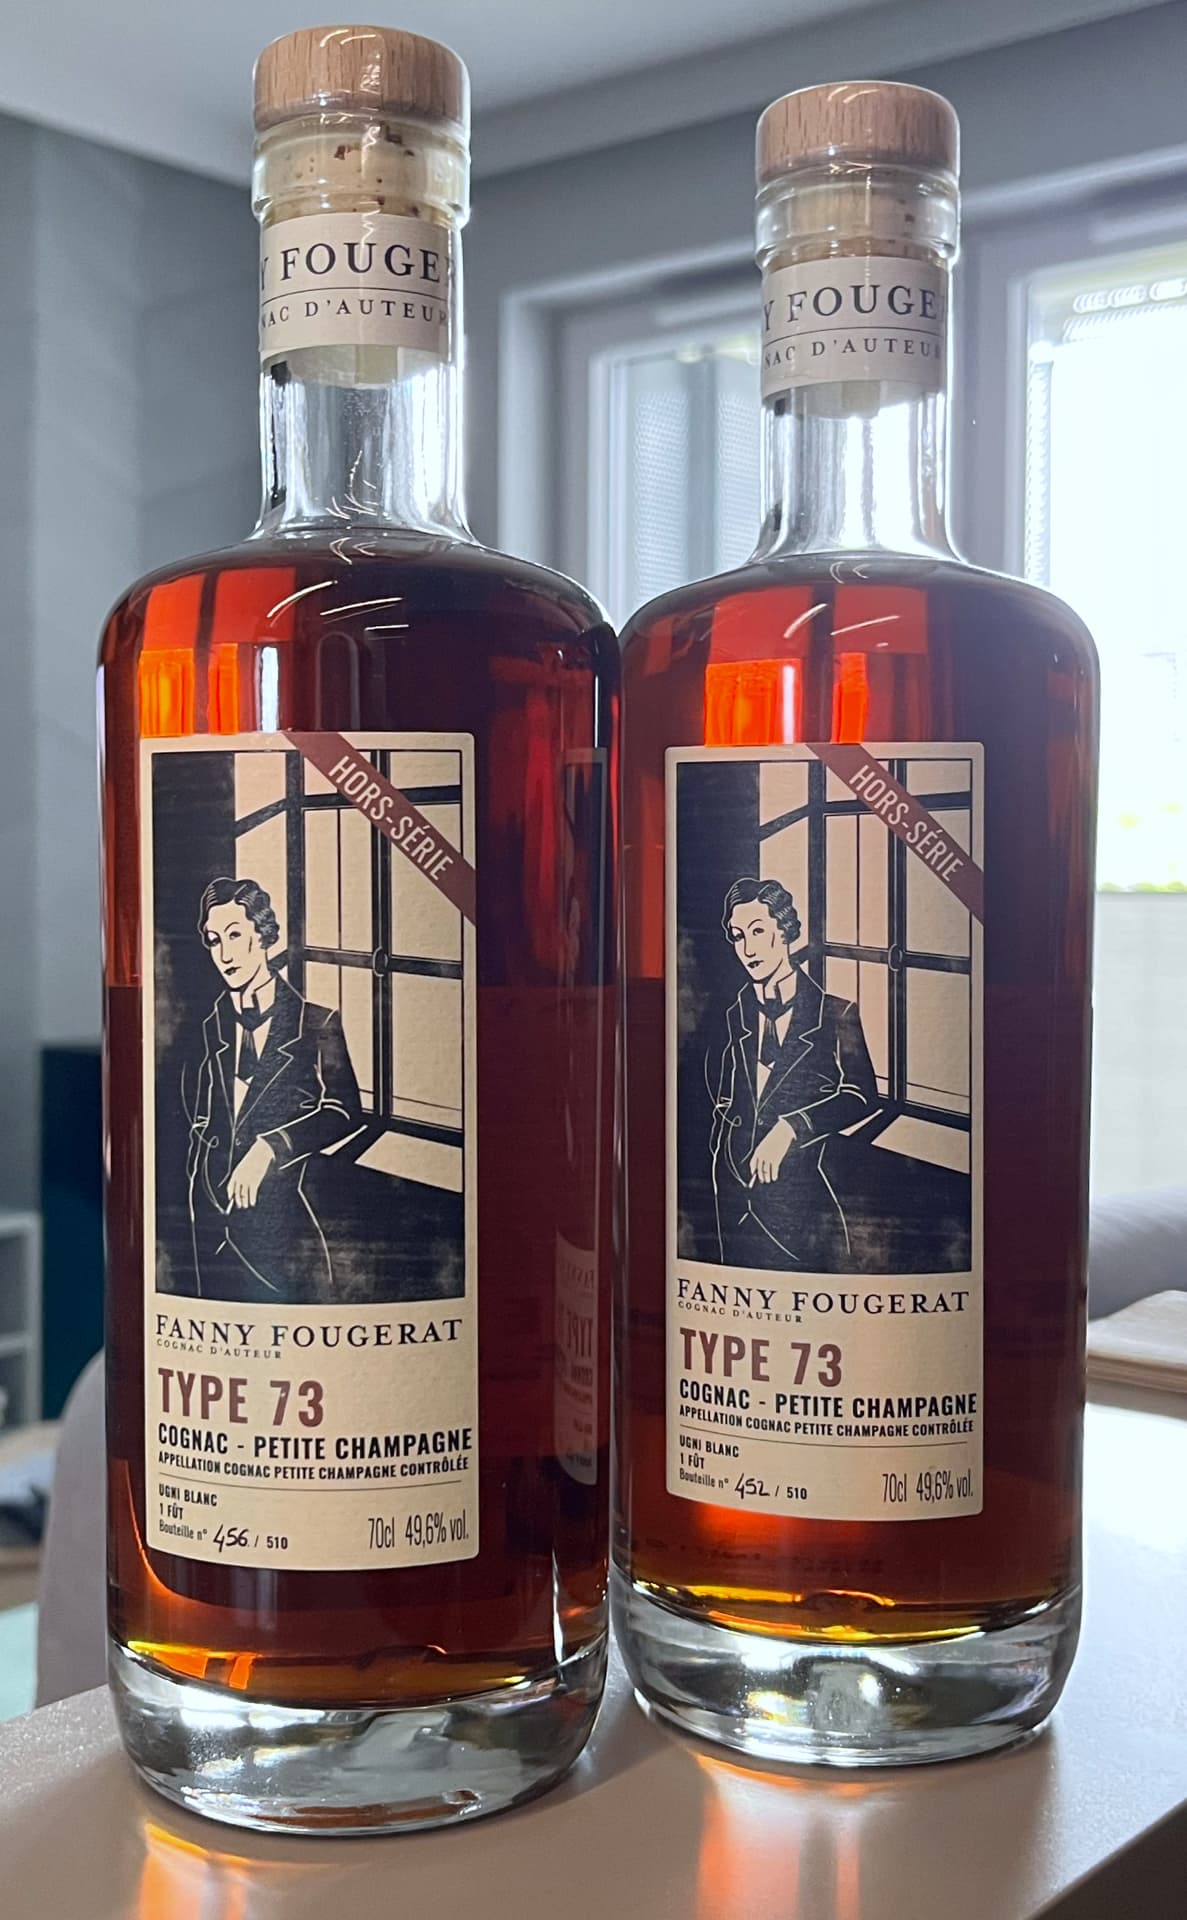 Y FOUGE
NAC D'AUTEUR
HORS-SÉRIE
FANNY FOUGERAT
COGNAC D'AUTEUR
TYPE 73
COGNAC - PETITE CHAMPAGNE
APPELLATION COGNAC PETITE CHAMPAGNE CONTRÔLÉE
UGNI BLANC
1 FÛT
Bouteille n° 456 / 510
70cl 49,6% vol.
Y FOUGE
NAC D'AUTEUR
HORS-SÉRIE
FANNY FOUGERAT
COGNAC D'AUTEUR
TYPE 73
COGNAC - PETITE CHAMPAGNE
APPELLATION COGNAC PETITE CHAMPAGNE CONTRÔLÉE
UGNI BLANC
1 FÛT
Bouteille n° 452 / 510
70cl 49,6% vol.